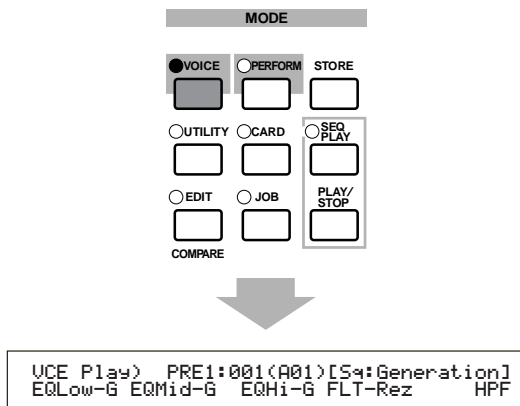 MODE
VOICE PERFORM STORE
UTILITY CARD SEQ PLAY
EDIT JOB PLAY/ STOP
COMPARE
VCE Play) PRE1:001(A01)[Sq:Generation]
EQLow-G EQMid-G EQHi-G FLT-Rez HPF